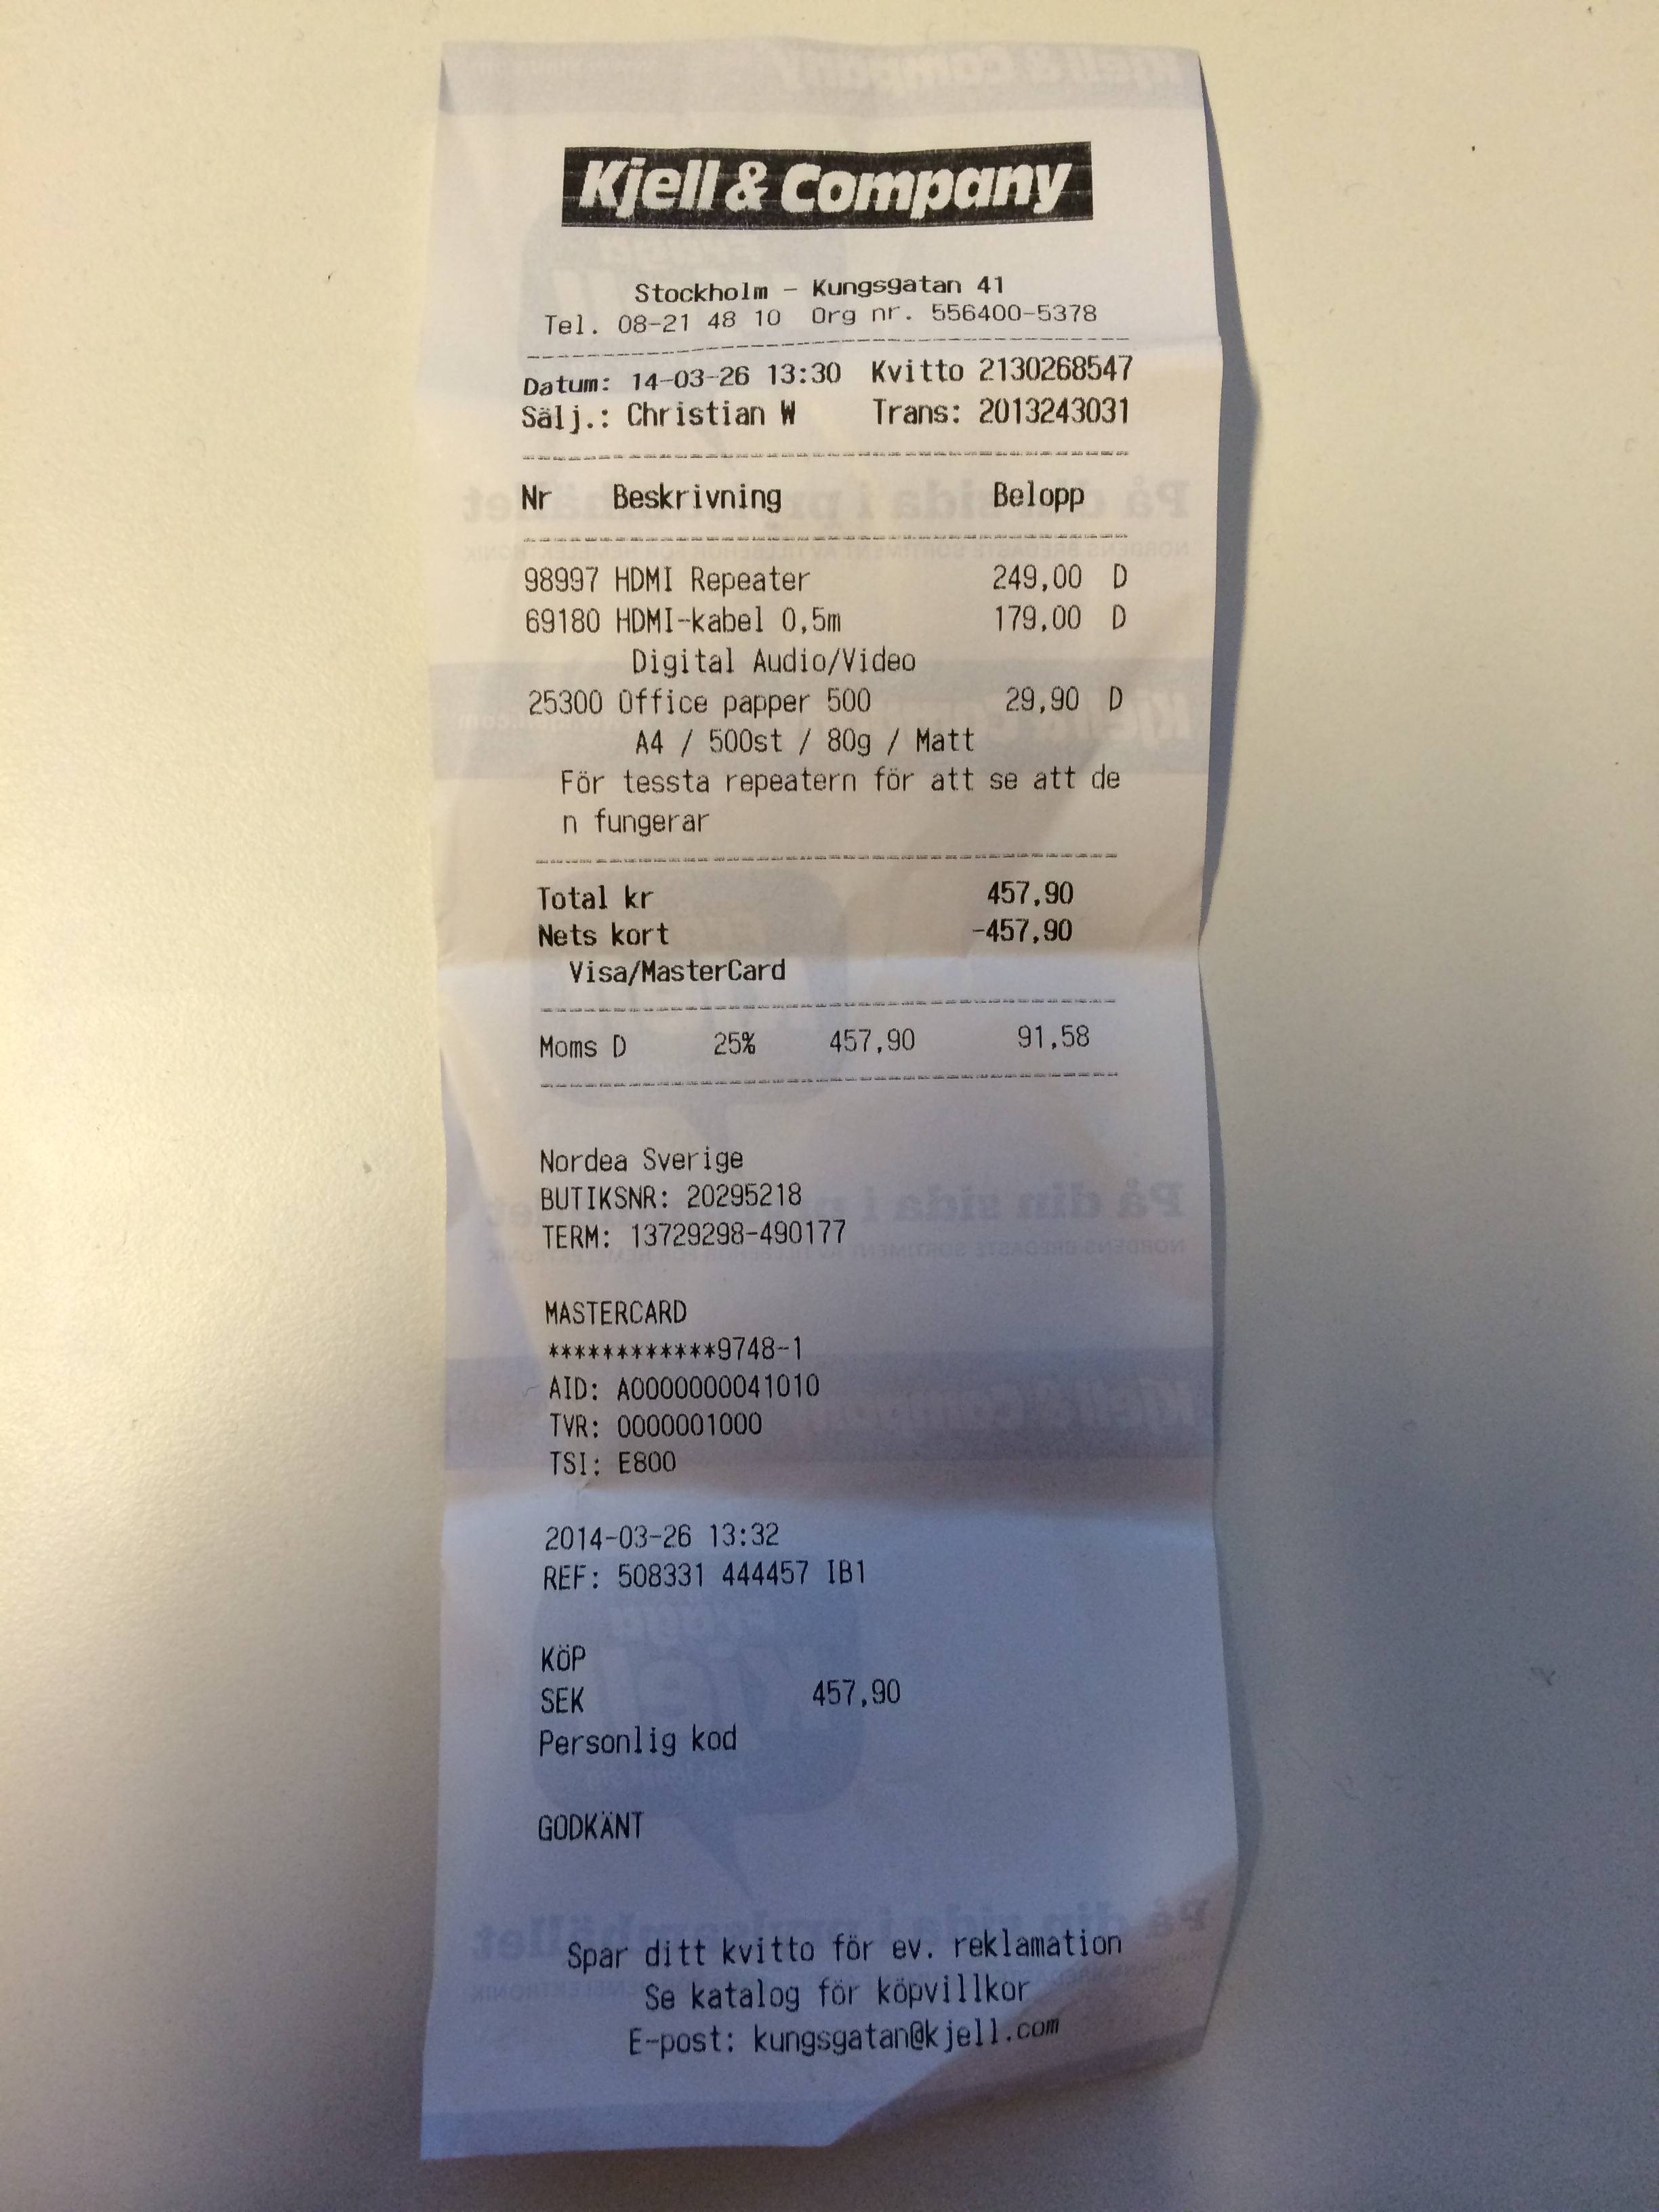 Kjell & Company
Stockholm - Kungsgatan 41
Tel. 08-21 48 10 Org nr. 556400-5378
Datum: 14-03-26 13:30 Kvitto 2130268547
Sälj.: Christian W Trans: 2013243031
Nr Beskrivning Belopp
98997 HDMI Repeater 249,00 D
69180 HDMI-kabel 0,5m 179,00 D
Digital Audio/Video
25300 Office papper 500 29,90 D
A4 / 500st / 80g / Matt
För tessta repeatern för att se att de
n fungerar
Total kr 457,90
Nets kort -457,90
Visa/MasterCard
Moms D 25% 457,90 91,58
Nordea Sverige
BUTIKSNR: 20295218
TERM: 13729298-490177
MASTERCARD
************9748-1
AID: A0000000041010
TVR: 0000001000
TSI: E800
2014-03-26 13:32
REF: 508331 444457 IB1
KÖP
SEK 457,90
Personlig kod
GODKÄNT
Spar ditt kvitto för ev. reklamation
Se katalog för köpvillkor
E-post: kungsgatan@kjell.com